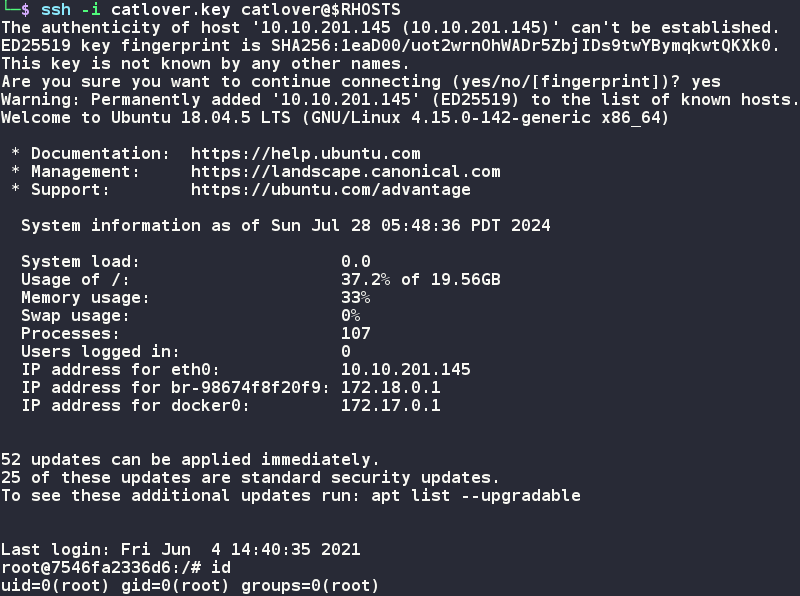 └─$ ssh -i catlover.key catlover@$RHOSTS
The authenticity of host '10.10.201.145 (10.10.201.145)' can't be established.
ED25519 key fingerprint is SHA256:1eaD00/uot2wrnOhWADr5ZbjIDs9twYBymqkwtQKXk0.
This key is not known by any other names.
Are you sure you want to continue connecting (yes/no/[fingerprint])? yes
Warning: Permanently added '10.10.201.145' (ED25519) to the list of known hosts.
Welcome to Ubuntu 18.04.5 LTS (GNU/Linux 4.15.0-142-generic x86_64)
* Documentation:  https://help.ubuntu.com
* Management:     https://landscape.canonical.com
* Support:        https://ubuntu.com/advantage
System information as of Sun Jul 28 05:48:36 PDT 2024
System load:                    0.0
Usage of /:                     37.2% of 19.56GB
Memory usage:                   33%
Swap usage:                     0%
Processes:                      107
Users logged in:                0
IP address for eth0:            10.10.201.145
IP address for br-98674f8f20f9: 172.18.0.1
IP address for docker0:         172.17.0.1
52 updates can be applied immediately.
25 of these updates are standard security updates.
To see these additional updates run: apt list --upgradable
Last login: Fri Jun  4 14:40:35 2021
root@7546fa2336d6:/# id
uid=0(root) gid=0(root) groups=0(root)